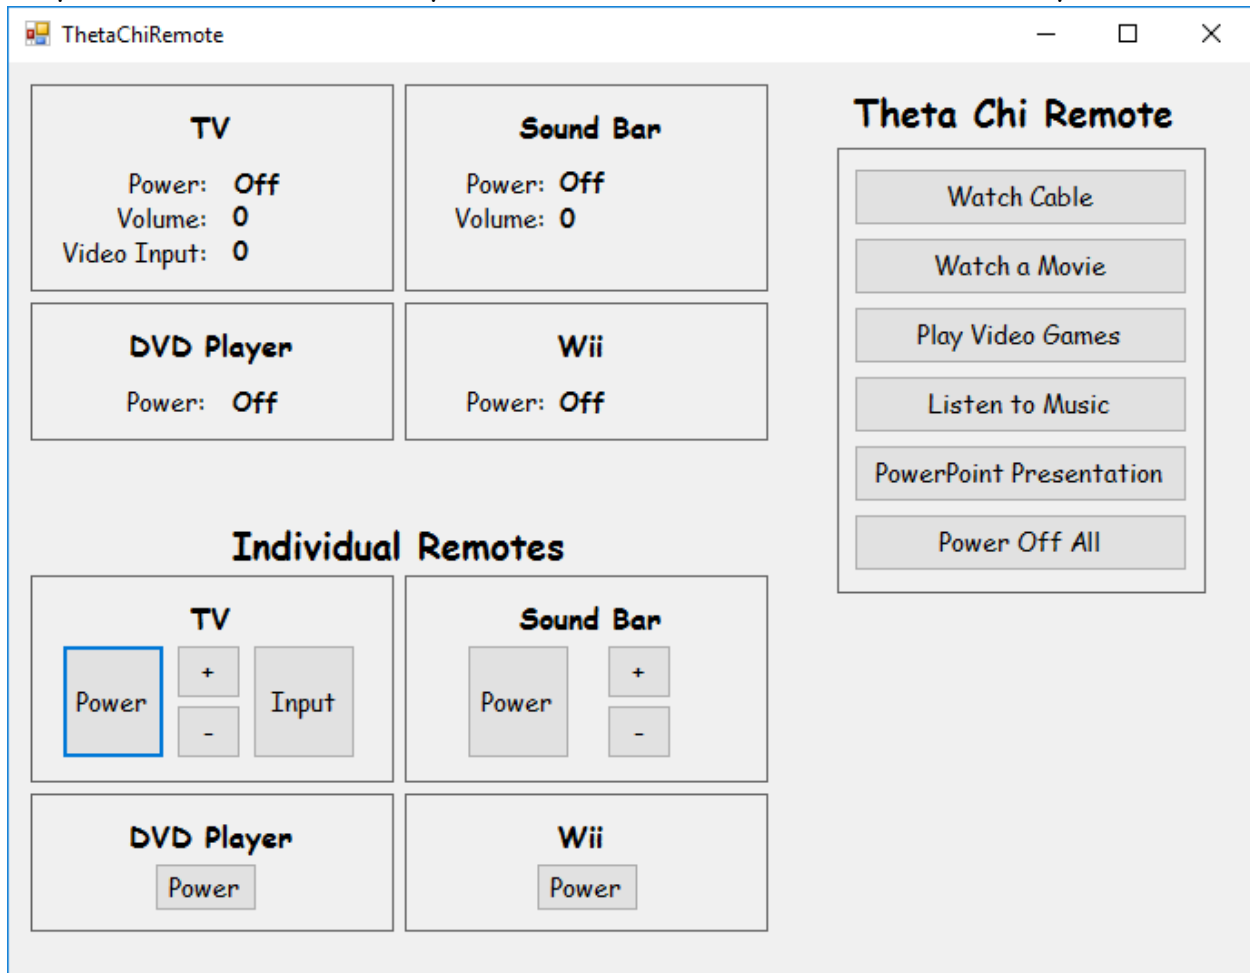 ThetaChiRemote
TV
Power: Off
Volume: 0
Video Input: 0
Sound Bar
Power: Off
Volume: 0
DVD Player
Power: Off
Wii
Power: Off
Theta Chi Remote
Watch Cable
Watch a Movie
Play Video Games
Listen to Music
PowerPoint Presentation
Power Off All
Individual Remotes
TV
Power
+
-
Input
Sound Bar
Power
+
-
DVD Player
Power
Wii
Power